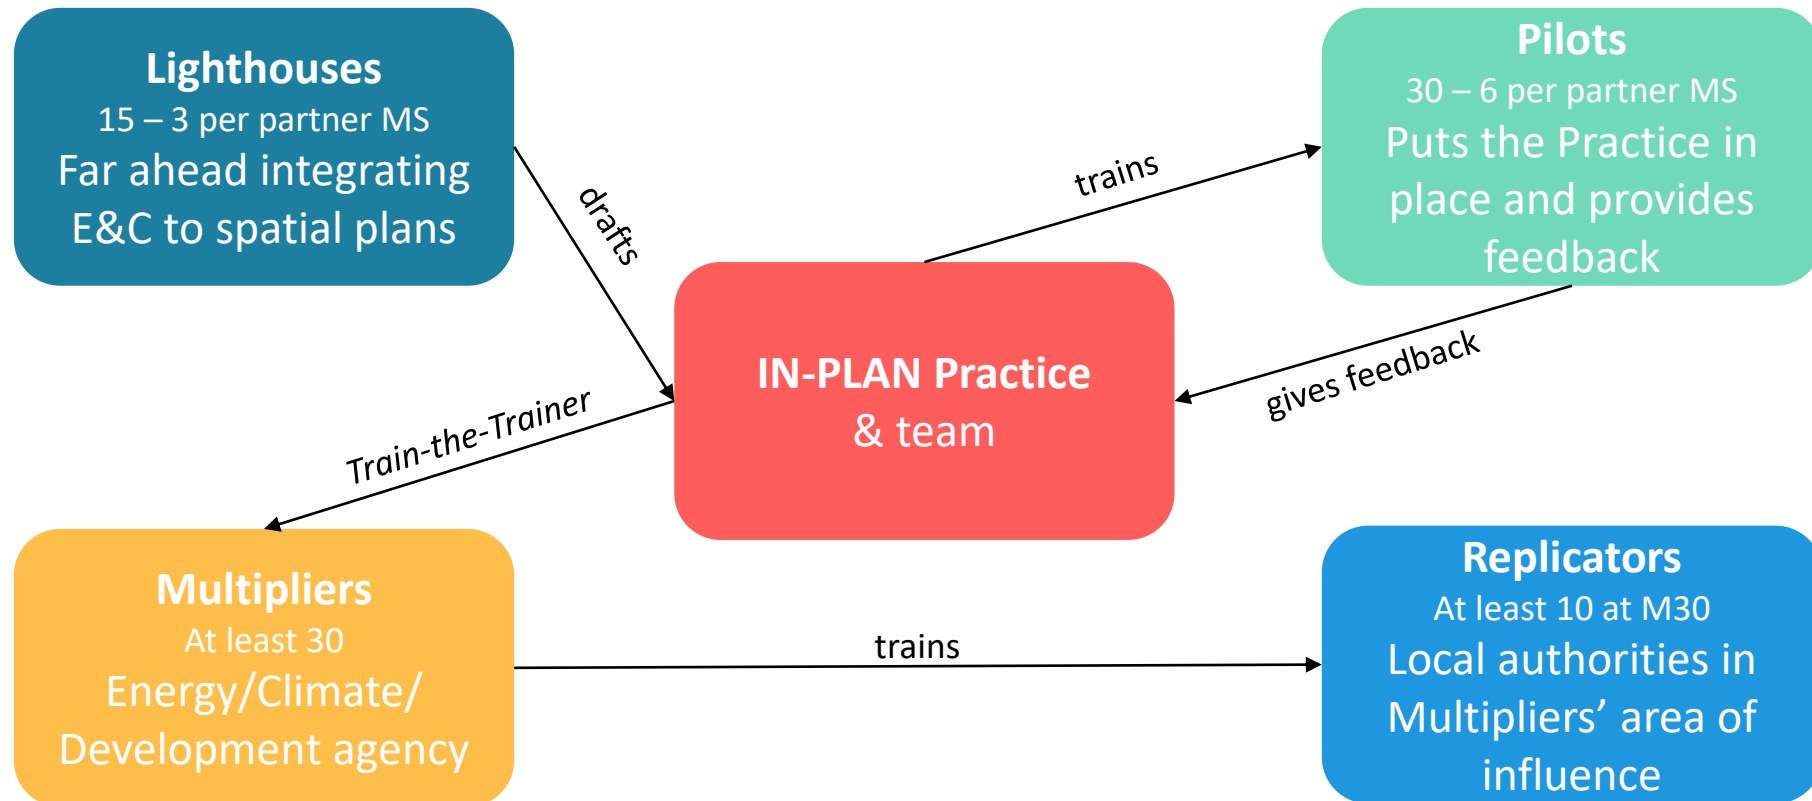 Lighthouses
15 – 3 per partner MS
Far ahead integrating
E&C to spatial plans
drafts
Pilots
30 – 6 per partner MS
Puts the Practice in
place and provides
feedback
trains
gives feedback
IN-PLAN Practice
& team
Train-the-Trainer
Multipliers
At least 30
Energy/Climate/
Development agency
trains
Replicators
At least 10 at M30
Local authorities in
Multipliers’ area of
influence